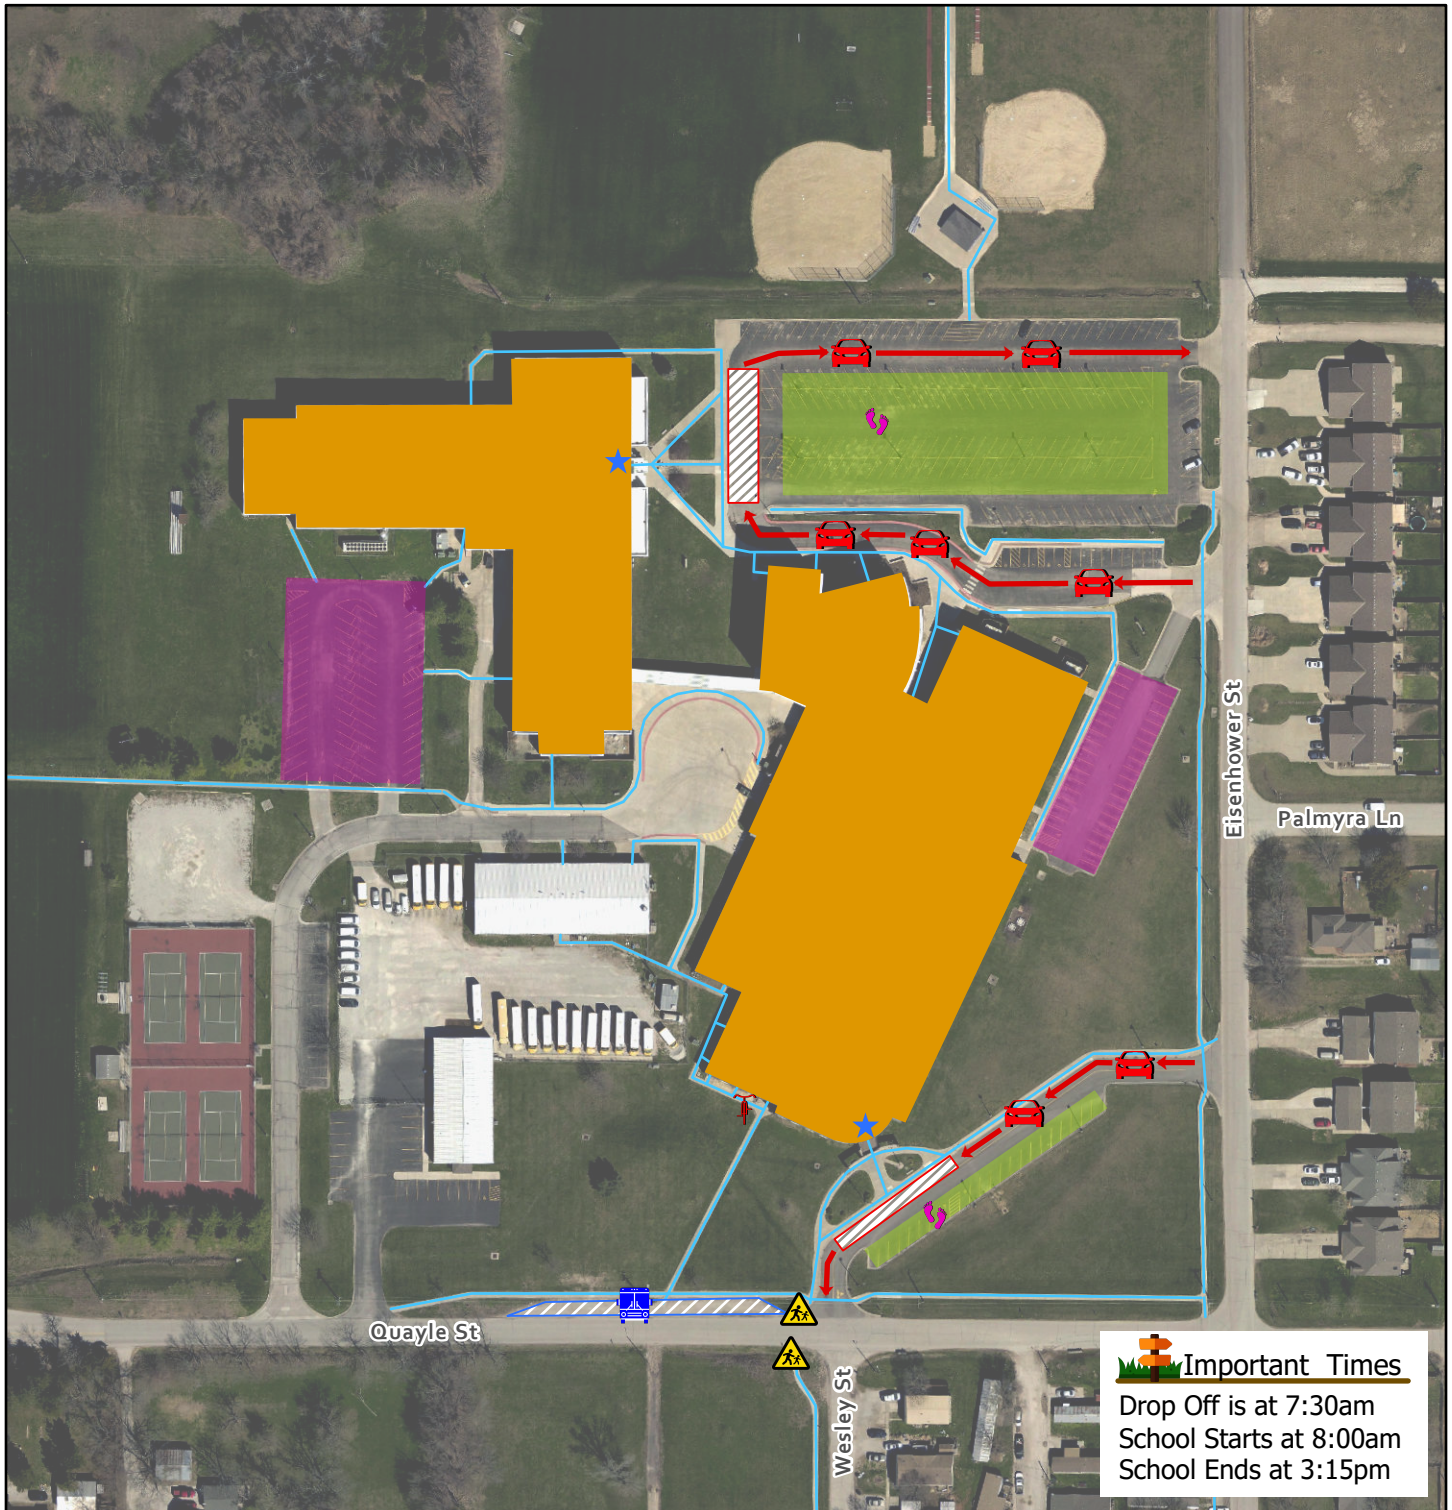 Eisenhower St
Palmyra Ln
Quayle St
Wesley St
Important Times
Drop Off is at 7:30am
School Starts at 8:00am
School Ends at 3:15pm